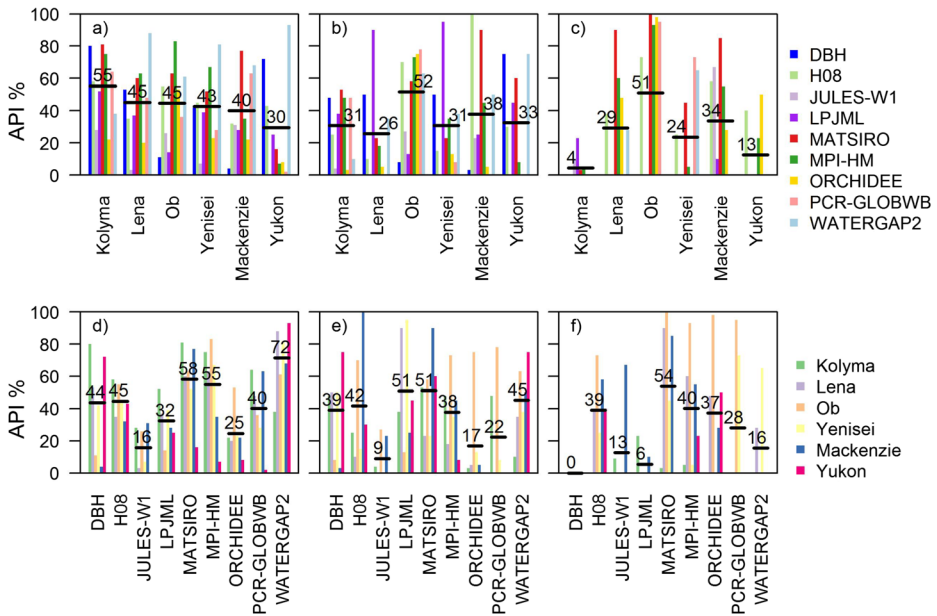 a) b) c)
API %
100
80
60
40
20
0
55 45 45 43 40 30
31 26 52 31 38 33
4 29 51 24 34 13
Kolyma Lena Ob Yenisei Mackenzie Yukon
Kolyma Lena Ob Yenisei Mackenzie Yukon
Kolyma Lena Ob Yenisei Mackenzie Yukon
DBH
H08
JULES-W1
LPJML
MATSIRO
MPI-HM
ORCHIDEE
PCR-GLOBWB
WATERGAP2
d) e) f)
API %
100
80
60
40
20
0
44 45 16 32 58 55 25 40 72
39 42 9 51 51 38 17 22 45
0 39 13 6 54 40 37 28 16
DBH H08 JULES-W1 LPJML MATSIRO MPI-HM ORCHIDEE PCR-GLOBWB WATERGAP2
DBH H08 JULES-W1 LPJML MATSIRO MPI-HM ORCHIDEE PCR-GLOBWB WATERGAP2
DBH H08 JULES-W1 LPJML MATSIRO MPI-HM ORCHIDEE PCR-GLOBWB WATERGAP2
Kolyma
Lena
Ob
Yenisei
Mackenzie
Yukon